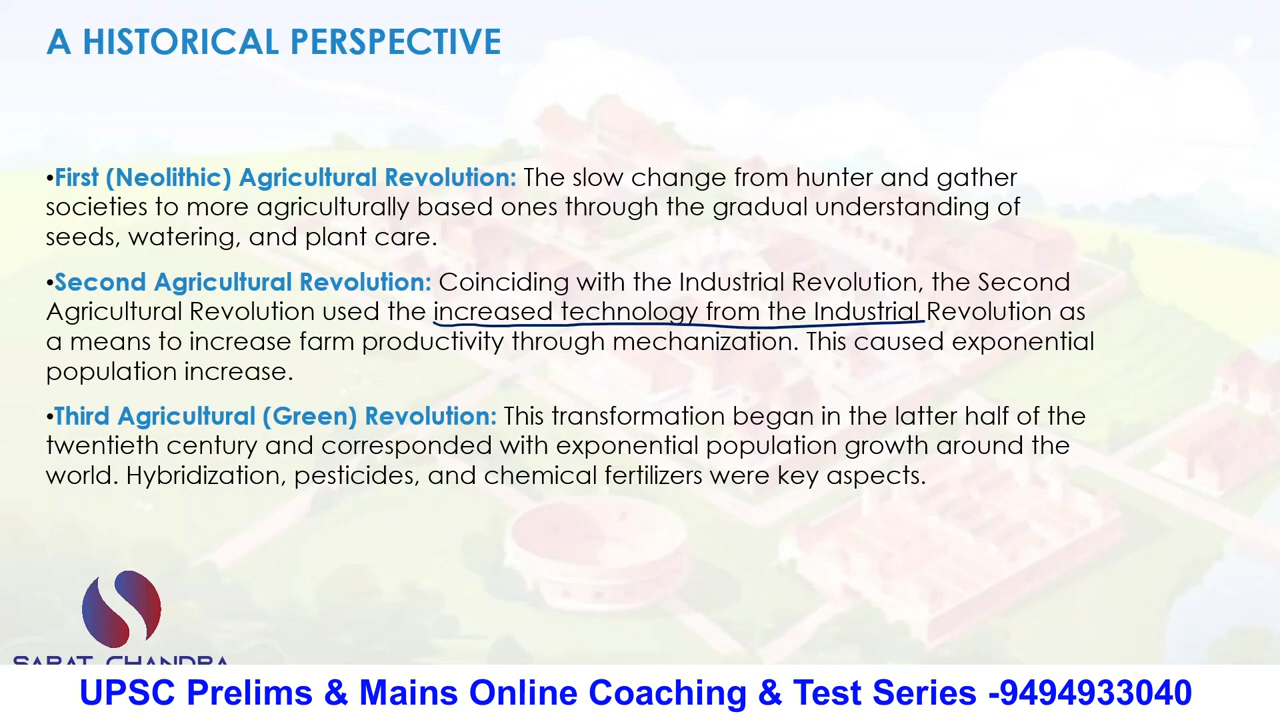 A HISTORICAL PERSPECTIVE
•First (Neolithic) Agricultural Revolution: The slow change from hunter and gather
societies to more agriculturally based ones through the gradual understanding of
seeds, watering, and plant care.
•Second Agricultural Revolution: Coinciding with the Industrial Revolution, the Second
Agricultural Revolution used the increased technology from the Industrial Revolution as
a means to increase farm productivity through mechanization. This caused exponential
population increase.
•Third Agricultural (Green) Revolution: This transformation began in the latter half of the
twentieth century and corresponded with exponential population growth around the
world. Hybridization, pesticides, and chemical fertilizers were key aspects.
SARAT CHANDRA
UPSC Prelims & Mains Online Coaching & Test Series -9494933040